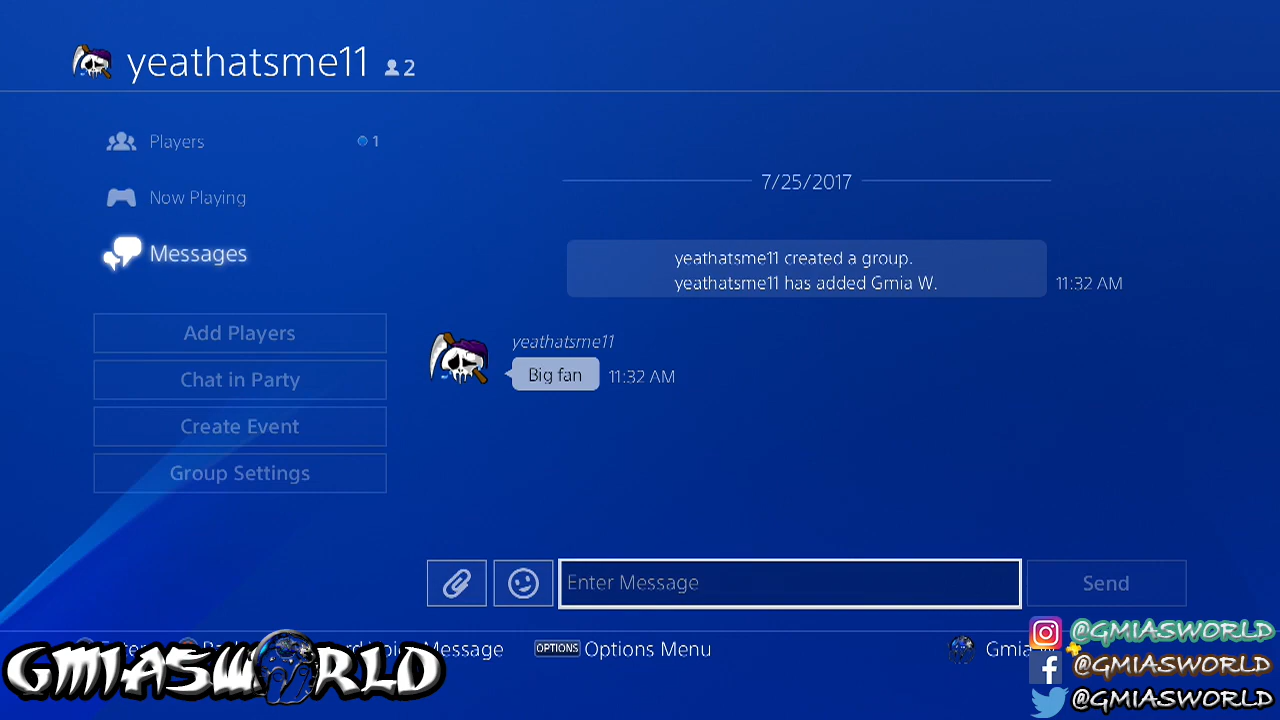 yeathatsme11 2
Players 1
Now Playing
Messages
Add Players
Chat in Party
Create Event
Group Settings
7/25/2017
yeathatsme11 created a group.
yeathatsme11 has added Gmia W.
11:32 AM
yeathatsme11
Big fan
11:32 AM
Enter Message
Send
Message
OPTIONS Options Menu
Gmia
GMIASWORLD
@GMIASWORLD
@GMIASWORLD
@GMIASWORLD